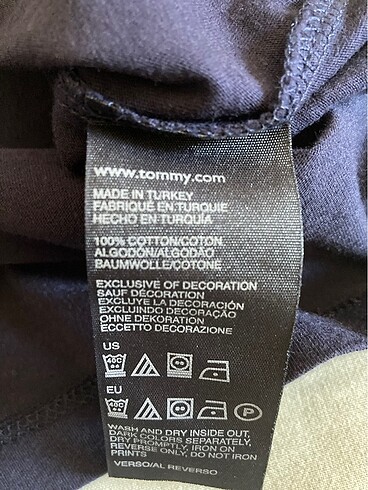 www.tommy.com
MADE IN TURKEY
FABRIQUÉ EN TURQUIE
HECHO EN TURQUÍA
100% COTTON/COTON
ALGODÓN/ALGODÃO
BAUMWOLLE/COTONE
EXCLUSIVE OF DECORATION
SAUF DÉCORATION
EXCLUYE LA DECORACIÓN
EXCLUINDO DECORAÇÃO
OHNE DEKORATION
ECCETTO DECORAZIONE
US
40C
EU
40C P
WASH AND DRY INSIDE OUT.
DARK COLORS SEPARATELY,
DRY PROMPTLY, IRON ON
REVERSE ONLY, DO NOT IRON
PRINTS
VERSO/AL REVERSO